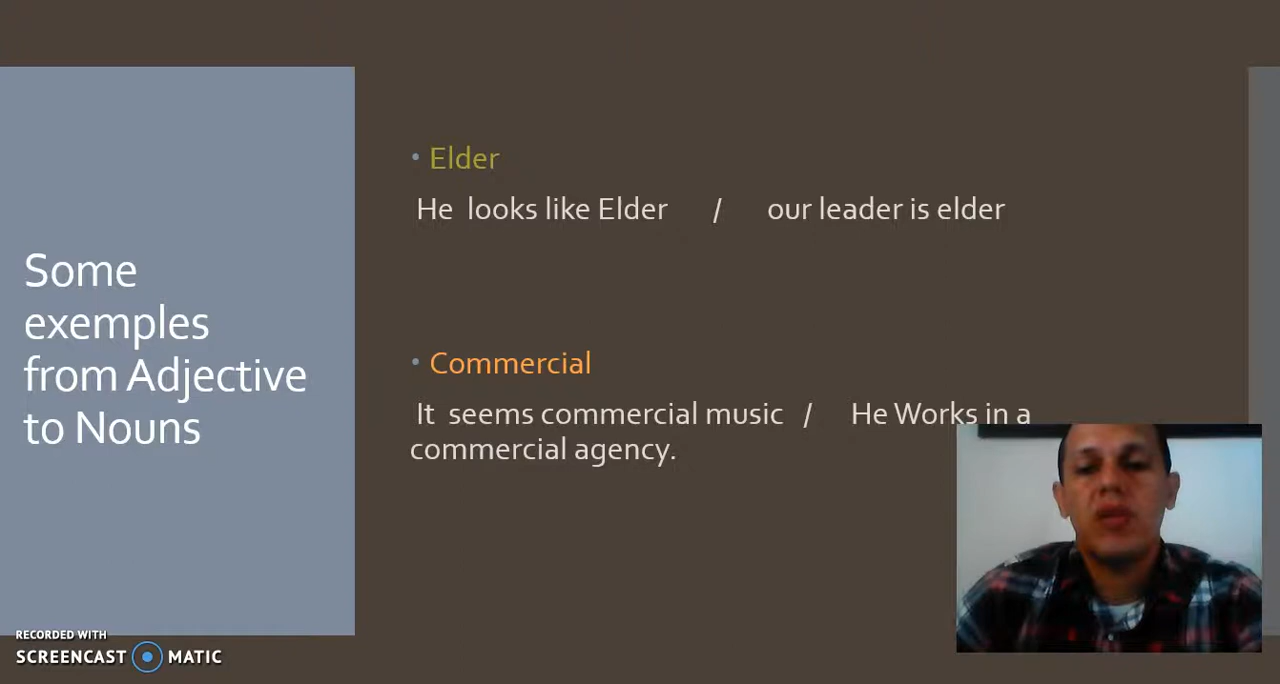 Some
exemples
from Adjective
to Nouns
• Elder
He looks like Elder / our leader is elder
• Commercial
It seems commercial music / He Works in a
commercial agency.
RECORDED WITH
SCREENCAST MATIC